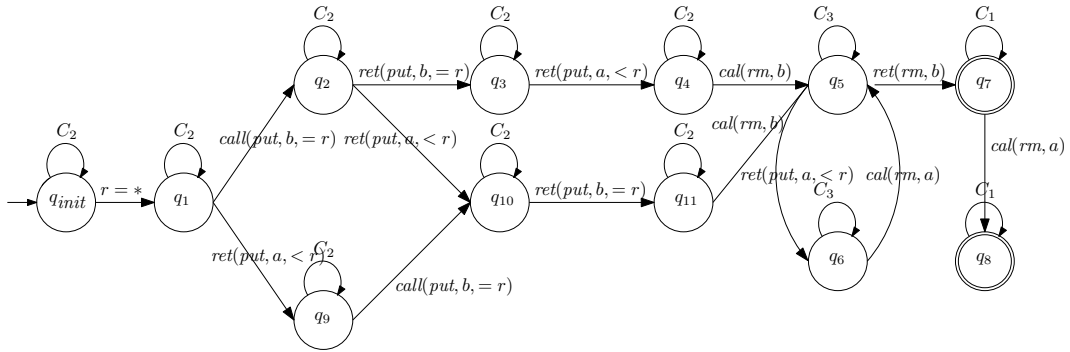 C2 C2 C3 C1
C2
q2 ret(put, b, = r) q3 ret(put, a, < r) q4 cal(rm, b) q5 ret(rm, b) q7
C2 C2 C2 C2
call(put, b, = r) ret(put, a, < r) cal(rm, b) cal(rm, a)
qinit r = ∗ q1 q10 ret(put, b, = r) q11 ret(put, a, < r) cal(rm, a)
C3 C1
ret(put, a, < r) C2 q6 q8
call(put, b, = r)
q9